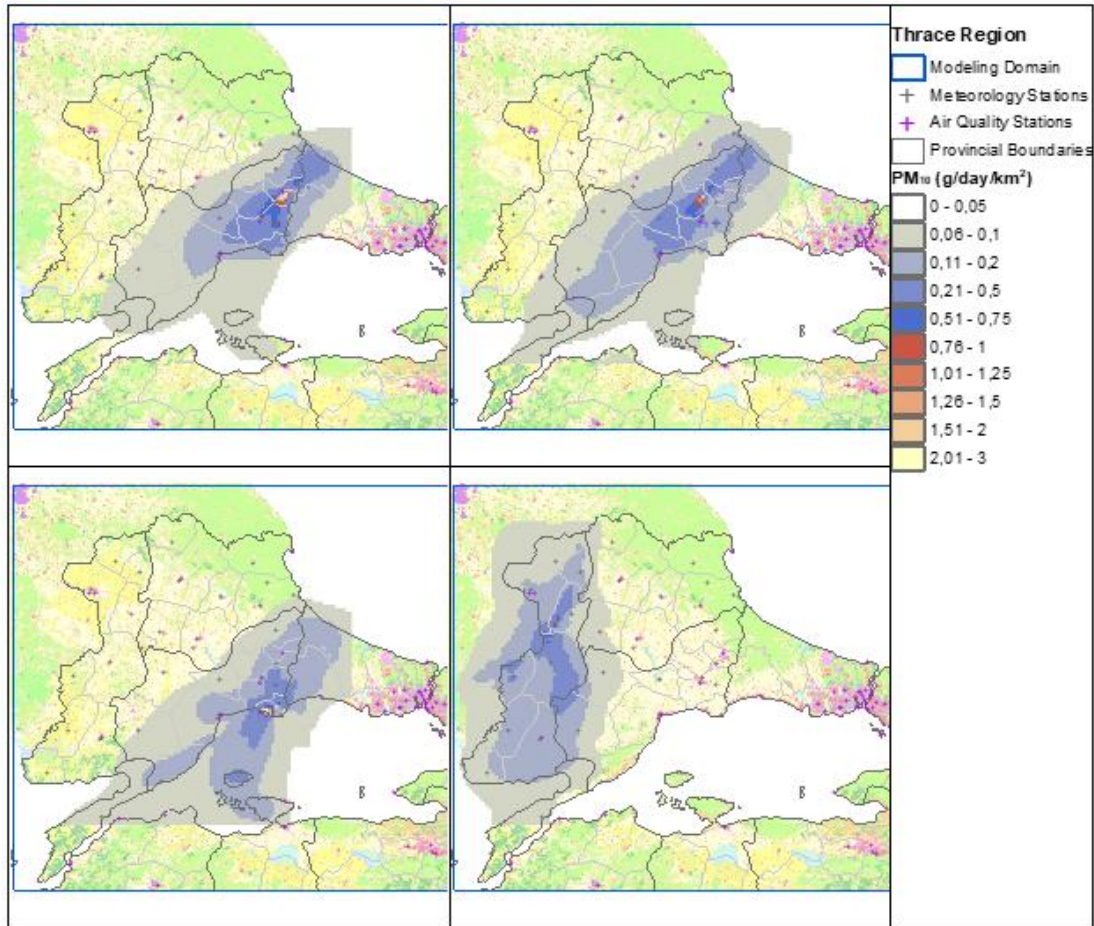 Thrace Region
Modeling Domain
Meteorology Stations
Air Quality Stations
Provincial Boundaries
PM₁₀ (g/day/km²)
0 - 0,05
0,06 - 0,1
0,11 - 0,2
0,21 - 0,5
0,51 - 0,75
0,76 - 1
1,01 - 1,25
1,26 - 1,5
1,51 - 2
2,01 - 3